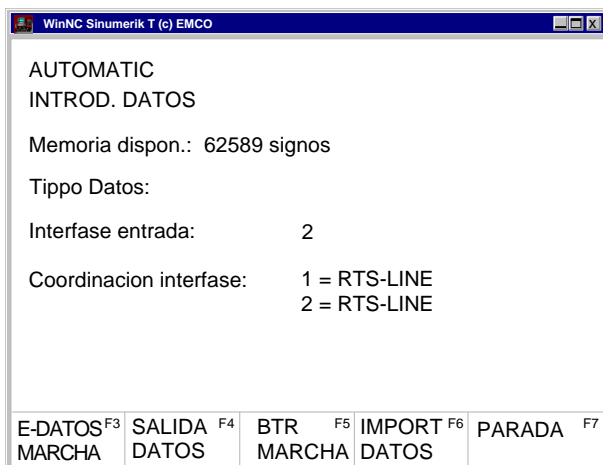 WinNC Sinumerik T (c) EMCO
AUTOMATIC
INTROD. DATOS
Memoria dispon.: 62589 signos
Tippo Datos:
Interfase entrada: 2
Coordinacion interfase: 1 = RTS-LINE
2 = RTS-LINE
E-DATOS F3 SALIDA F4 BTR F5 IMPORT F6 PARADA F7
MARCHA DATOS MARCHA DATOS